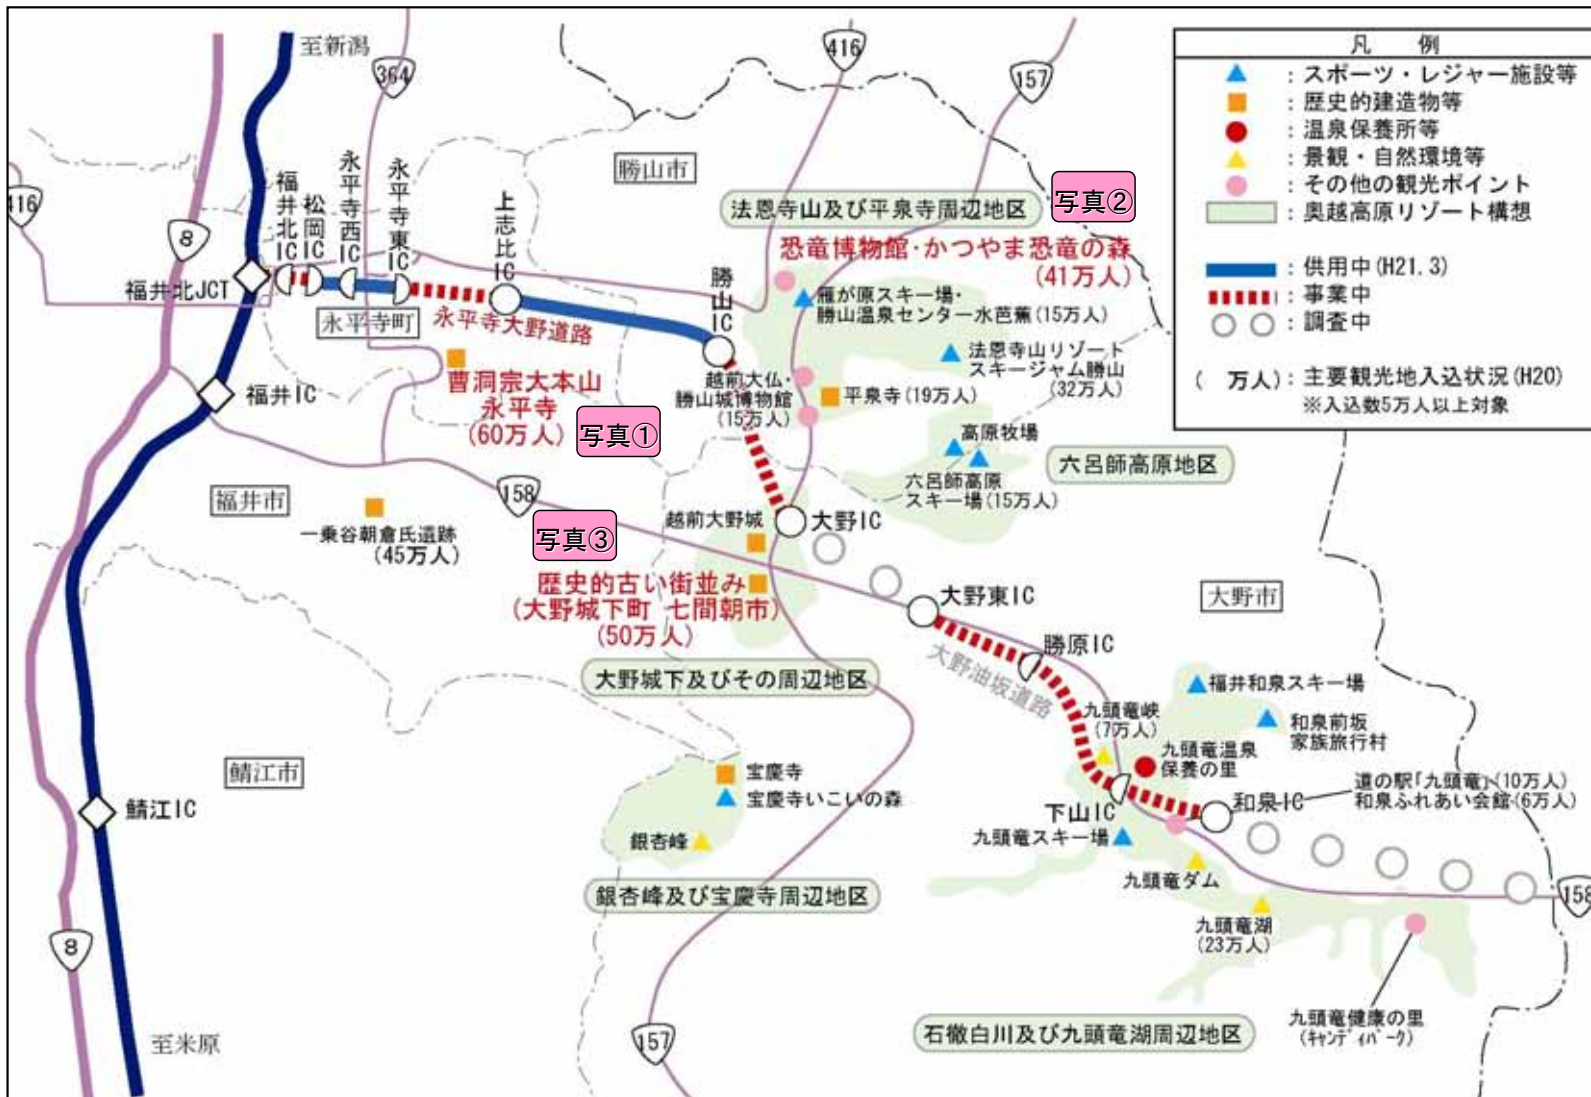 至新潟
364
416
157
416
8
福井北JCT
福井北IC
松岡IC
永平寺西IC
永平寺東IC
上志比IC
勝山市
法恩寺山及び平泉寺周辺地区
写真②
恐竜博物館・かつやま恐竜の森
(41万人)
雁が原スキー場・
勝山温泉センター水芭蕉(15万人)
勝山IC
永平寺町
永平寺大野道路
法恩寺山リゾート
スキージャム勝山
(32万人)
曹洞宗大本山
永平寺
(60万人)
写真①
越前大仏・
勝山城博物館
(15万人)
平泉寺(19万人)
福井IC
高原牧場
六呂師高原
スキー場(15万人)
六呂師高原地区
福井市
158
一乗谷朝倉氏遺跡
(45万人)
写真③
越前大野城
大野IC
歴史的古い街並み
(大野城下町 七間朝市)
(50万人)
大野東IC
大野市
勝原IC
大野油坂道路
大野城下及びその周辺地区
福井和泉スキー場
九頭竜峡
(7万人)
和泉前坂
家族旅行村
鯖江市
九頭竜温泉
保養の里
宝慶寺
宝慶寺いこいの森
鯖江IC
道の駅「九頭竜」(10万人)
和泉ふれあい会館(6万人)
下山IC
和泉IC
九頭竜スキー場
銀杏峰
九頭竜ダム
158
銀杏峰及び宝慶寺周辺地区
九頭竜湖
(23万人)
8
至米原
157
石徹白川及び九頭竜湖周辺地区
九頭竜健康の里
(キャンディパーク)
凡 例
: スポーツ・レジャー施設等
: 歴史的建造物等
: 温泉保養所等
: 景観・自然環境等
: その他の観光ポイント
: 奥越高原リゾート構想
: 供用中(H21.3)
: 事業中
: 調査中
( 万人): 主要観光地入込状況(H20)
※入込数5万人以上対象